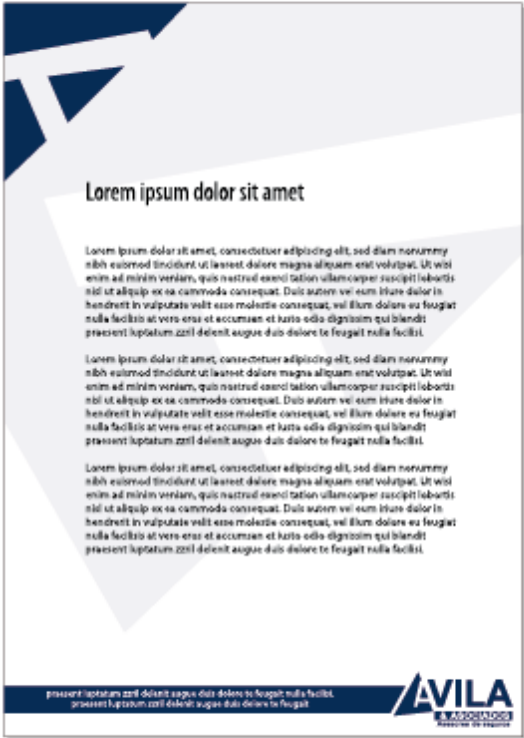 Lorem ipsum dolor sit amet
Lorem ipsum dolor sit amet, consectetuer adipiscing elit, sed diam nonummy
nibh euismod tincidunt ut laoreet dolore magna aliquam erat volutpat. Ut wisi
enim ad minim veniam, quis nostrud exerci tation ullamcorper suscipit lobortis
nisl ut aliquip ex ea commodo consequat. Duis autem vel eum iriure dolor in
hendrerit in vulputate velit esse molestie consequat, vel illum dolore eu feugiat
nulla facilisis at vero eros et accumsan et iusto odio dignissim qui blandit
praesent luptatum zzril delenit augue duis dolore te feugait nulla facilisi.
Lorem ipsum dolor sit amet, consectetuer adipiscing elit, sed diam nonummy
nibh euismod tincidunt ut laoreet dolore magna aliquam erat volutpat. Ut wisi
enim ad minim veniam, quis nostrud exerci tation ullamcorper suscipit lobortis
nisl ut aliquip ex ea commodo consequat. Duis autem vel eum iriure dolor in
hendrerit in vulputate velit esse molestie consequat, vel illum dolore eu feugiat
nulla facilisis at vero eros et accumsan et iusto odio dignissim qui blandit
praesent luptatum zzril delenit augue duis dolore te feugait nulla facilisi.
Lorem ipsum dolor sit amet, consectetuer adipiscing elit, sed diam nonummy
nibh euismod tincidunt ut laoreet dolore magna aliquam erat volutpat. Ut wisi
enim ad minim veniam, quis nostrud exerci tation ullamcorper suscipit lobortis
nisl ut aliquip ex ea commodo consequat. Duis autem vel eum iriure dolor in
hendrerit in vulputate velit esse molestie consequat, vel illum dolore eu feugiat
nulla facilisis at vero eros et accumsan et iusto odio dignissim qui blandit
praesent luptatum zzril delenit augue duis dolore te feugait nulla facilisi.
praesent luptatum zzril delenit augue duis dolore te feugait nulla facilisi.
praesent luptatum zzril delenit augue duis dolore te feugait
AVILA
& ASOCIADOS
Asesores de seguros